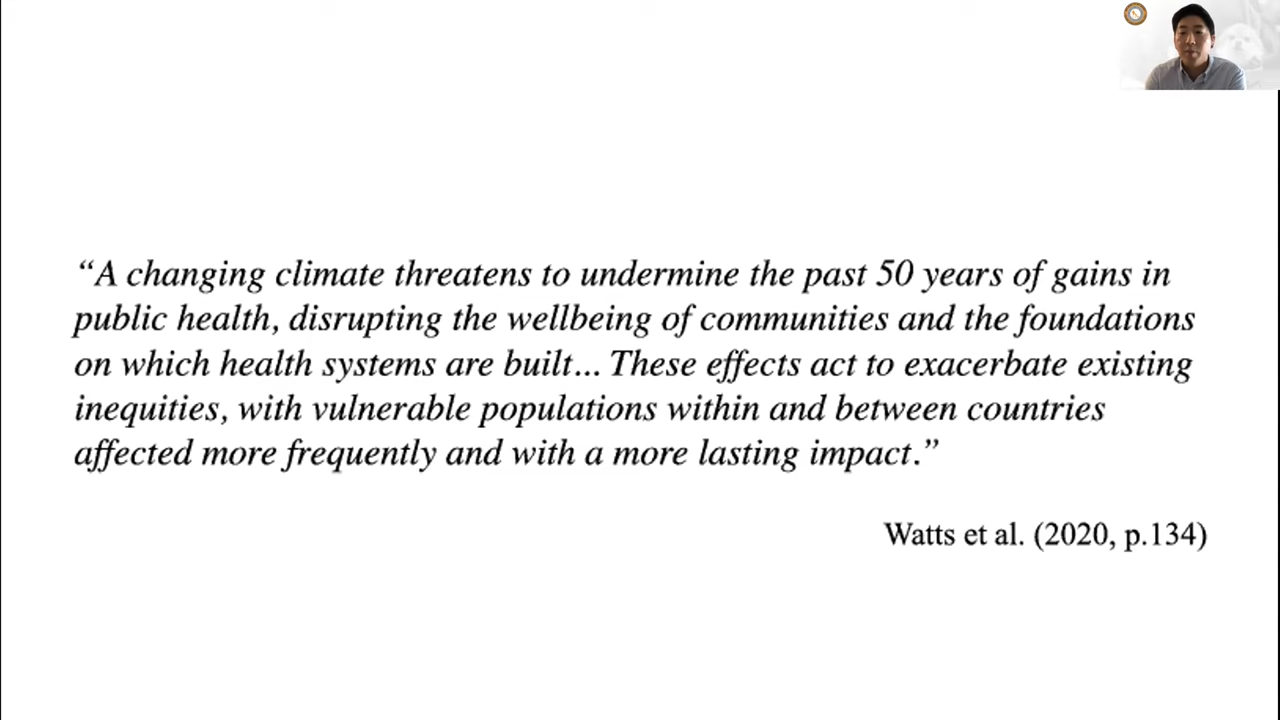 “A changing climate threatens to undermine the past 50 years of gains in
public health, disrupting the wellbeing of communities and the foundations
on which health systems are built... These effects act to exacerbate existing
inequities, with vulnerable populations within and between countries
affected more frequently and with a more lasting impact.”
Watts et al. (2020, p.134)